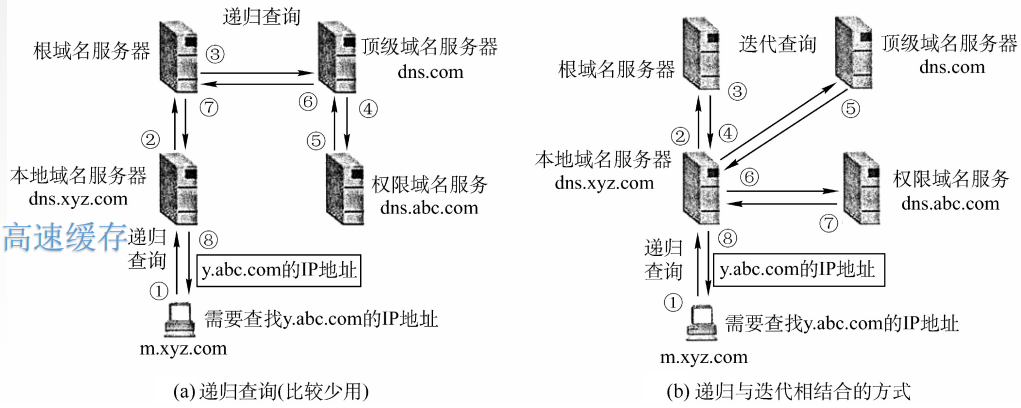 递归查询
根域名服务器
③
顶级域名服务器
dns.com
⑦
⑥
④
②
⑤
本地域名服务器
dns.xyz.com
权限域名服务
dns.abc.com
高速缓存
递归
查询
⑧
y.abc.com的IP地址
①
需要查找y.abc.com的IP地址
m.xyz.com
(a) 递归查询(比较少用)
迭代查询
根域名服务器
顶级域名服务器
dns.com
③
⑤
②
④
本地域名服务器
dns.xyz.com
⑥
权限域名服务
dns.abc.com
⑦
递归
查询
⑧
y.abc.com的IP地址
①
需要查找y.abc.com的IP地址
m.xyz.com
(b) 递归与迭代相结合的方式